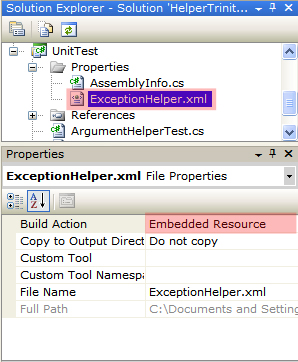 Solution Explorer - Solution 'HelperTrinit...
UnitTest
Properties
AssemblyInfo.cs
ExceptionHelper.xml
References
ArgumentHelperTest.cs
Properties
ExceptionHelper.xml File Properties
Build Action Embedded Resource
Copy to Output Direct Do not copy
Custom Tool
Custom Tool Namespa
File Name ExceptionHelper.xml
Full Path C:\Documents and Setting